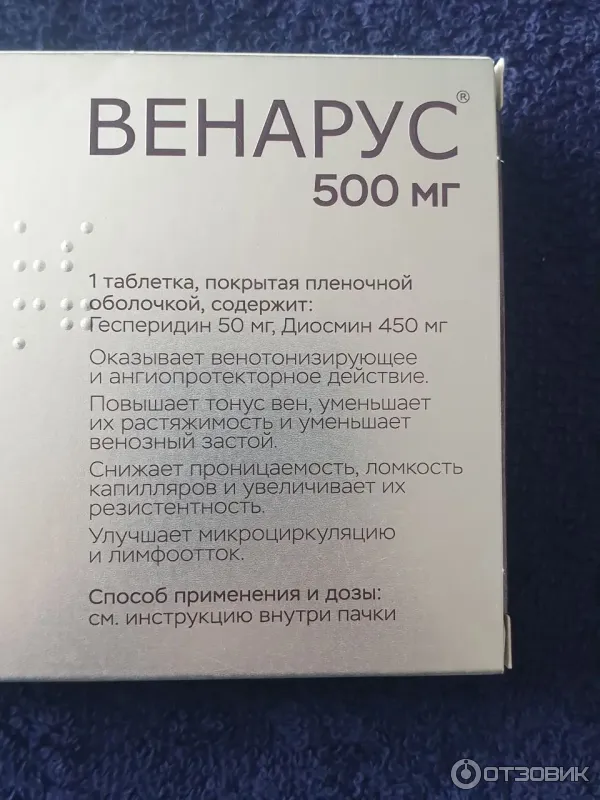 ВЕНАРУС®
500 мг
1 таблетка, покрытая пленочной
оболочкой, содержит:
Гесперидин 50 мг, Диосмин 450 мг
Оказывает венотонизирующее
и ангиопротекторное действие.
Повышает тонус вен, уменьшает
их растяжимость и уменьшает
венозный застой.
Снижает проницаемость, ломкость
капилляров и увеличивает их
резистентность.
Улучшает микроциркуляцию
и лимфоотток.
Способ применения и дозы:
см. инструкцию внутри пачки
ОТЗОВИК